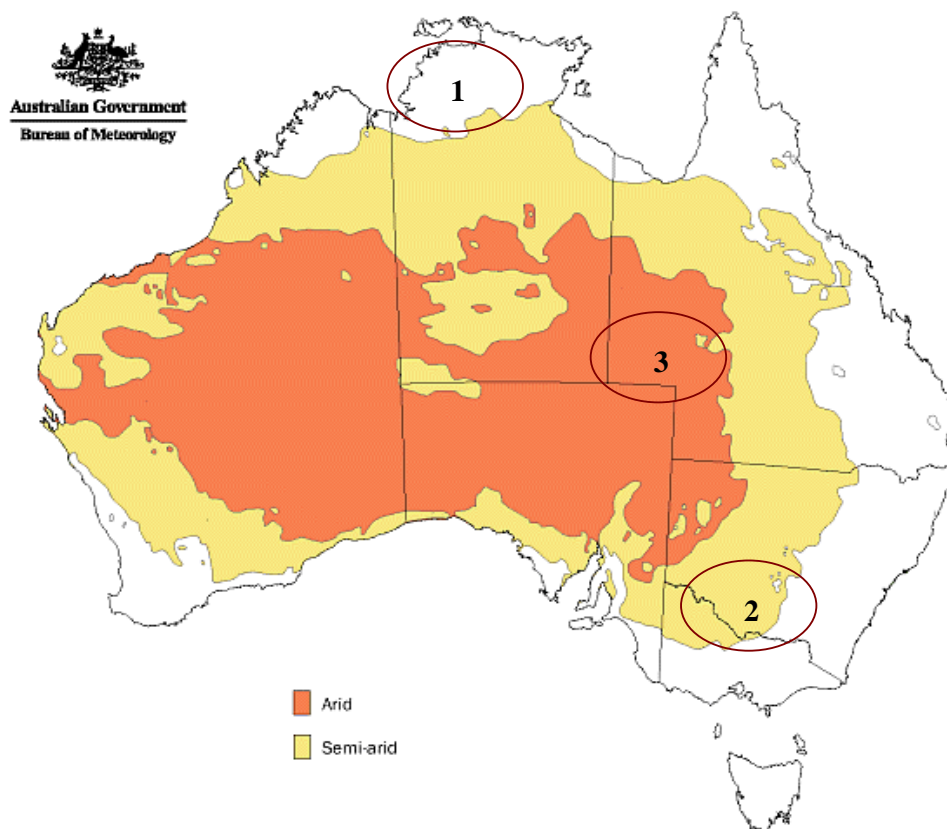 Australian Government
Bureau of Meteorology
1
3
2
Arid
Semi-arid